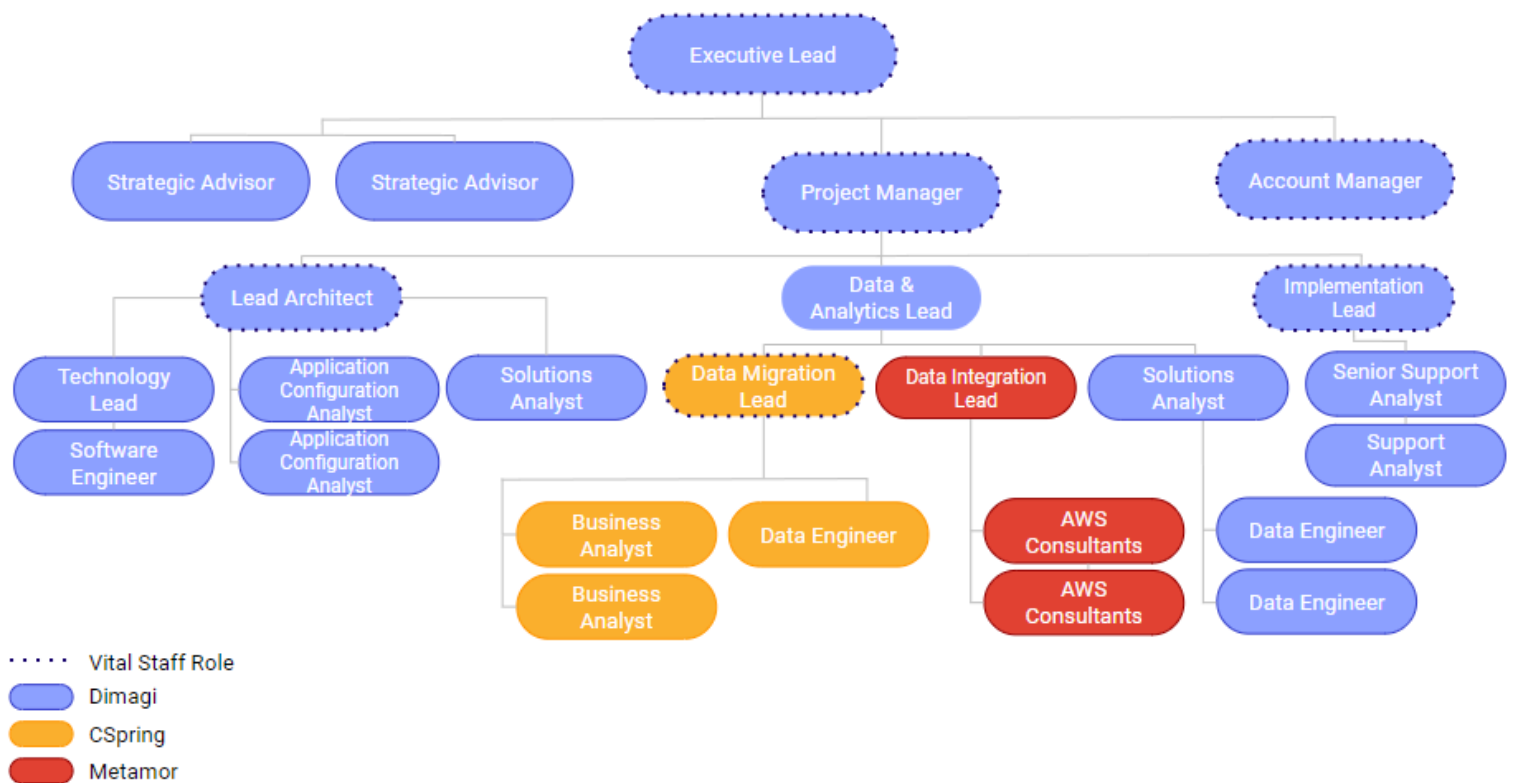 Executive Lead
Strategic Advisor
Strategic Advisor
Project Manager
Account Manager
Lead Architect
Data &
Analytics Lead
Implementation
Lead
Technology
Lead
Application
Configuration
Analyst
Solutions
Analyst
Data Migration
Lead
Data Integration
Lead
Solutions
Analyst
Senior Support
Analyst
Software
Engineer
Application
Configuration
Analyst
Support
Analyst
Business
Analyst
Data Engineer
AWS
Consultants
Data Engineer
Business
Analyst
AWS
Consultants
Data Engineer
Vital Staff Role
Dimagi
CSpring
Metamor